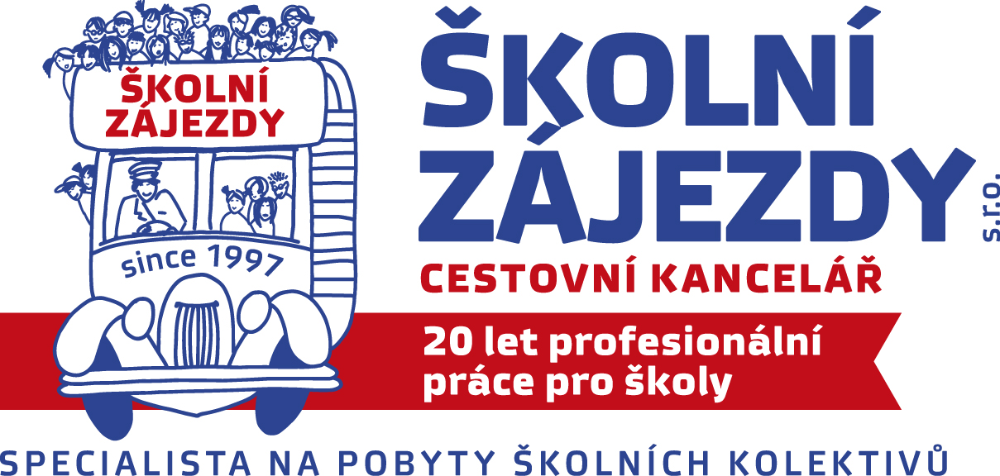 ŠKOLNÍ
ZÁJEZDY
since 1997
ŠKOLNÍ
ZÁJEZDY
s.r.o.
CESTOVNÍ KANCELÁŘ
20 let profesionální
práce pro školy
SPECIALISTA NA POBYTY ŠKOLNÍCH KOLEKTIVŮ